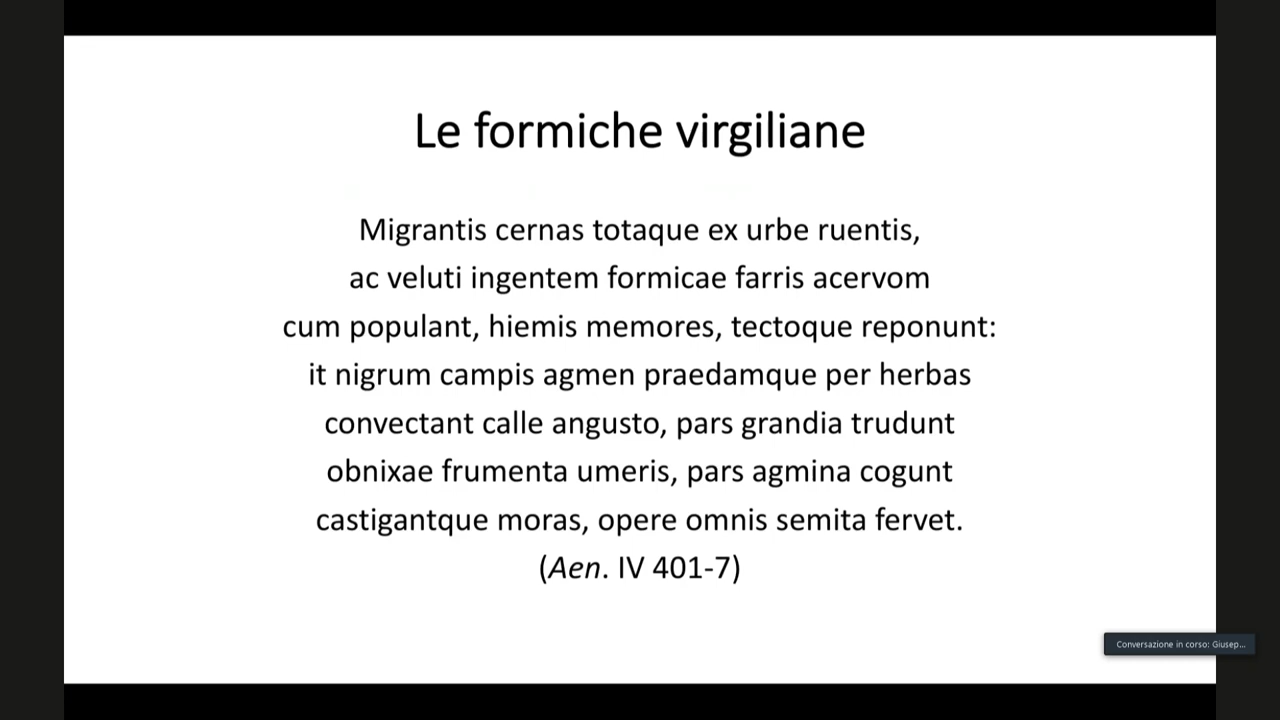 Le formiche virgiliane
Migrantis cernas totaque ex urbe ruentis,
ac veluti ingentem formicae farris acervom
cum populant, hiemis memores, tectoque reponunt:
it nigrum campis agmen praedamque per herbas
convectant calle angusto, pars grandia trudunt
obnixae frumenta umeris, pars agmina cogunt
castigantque moras, opere omnis semita fervet.
(Aen. IV 401-7)
Conversazione in corso: Giusep...